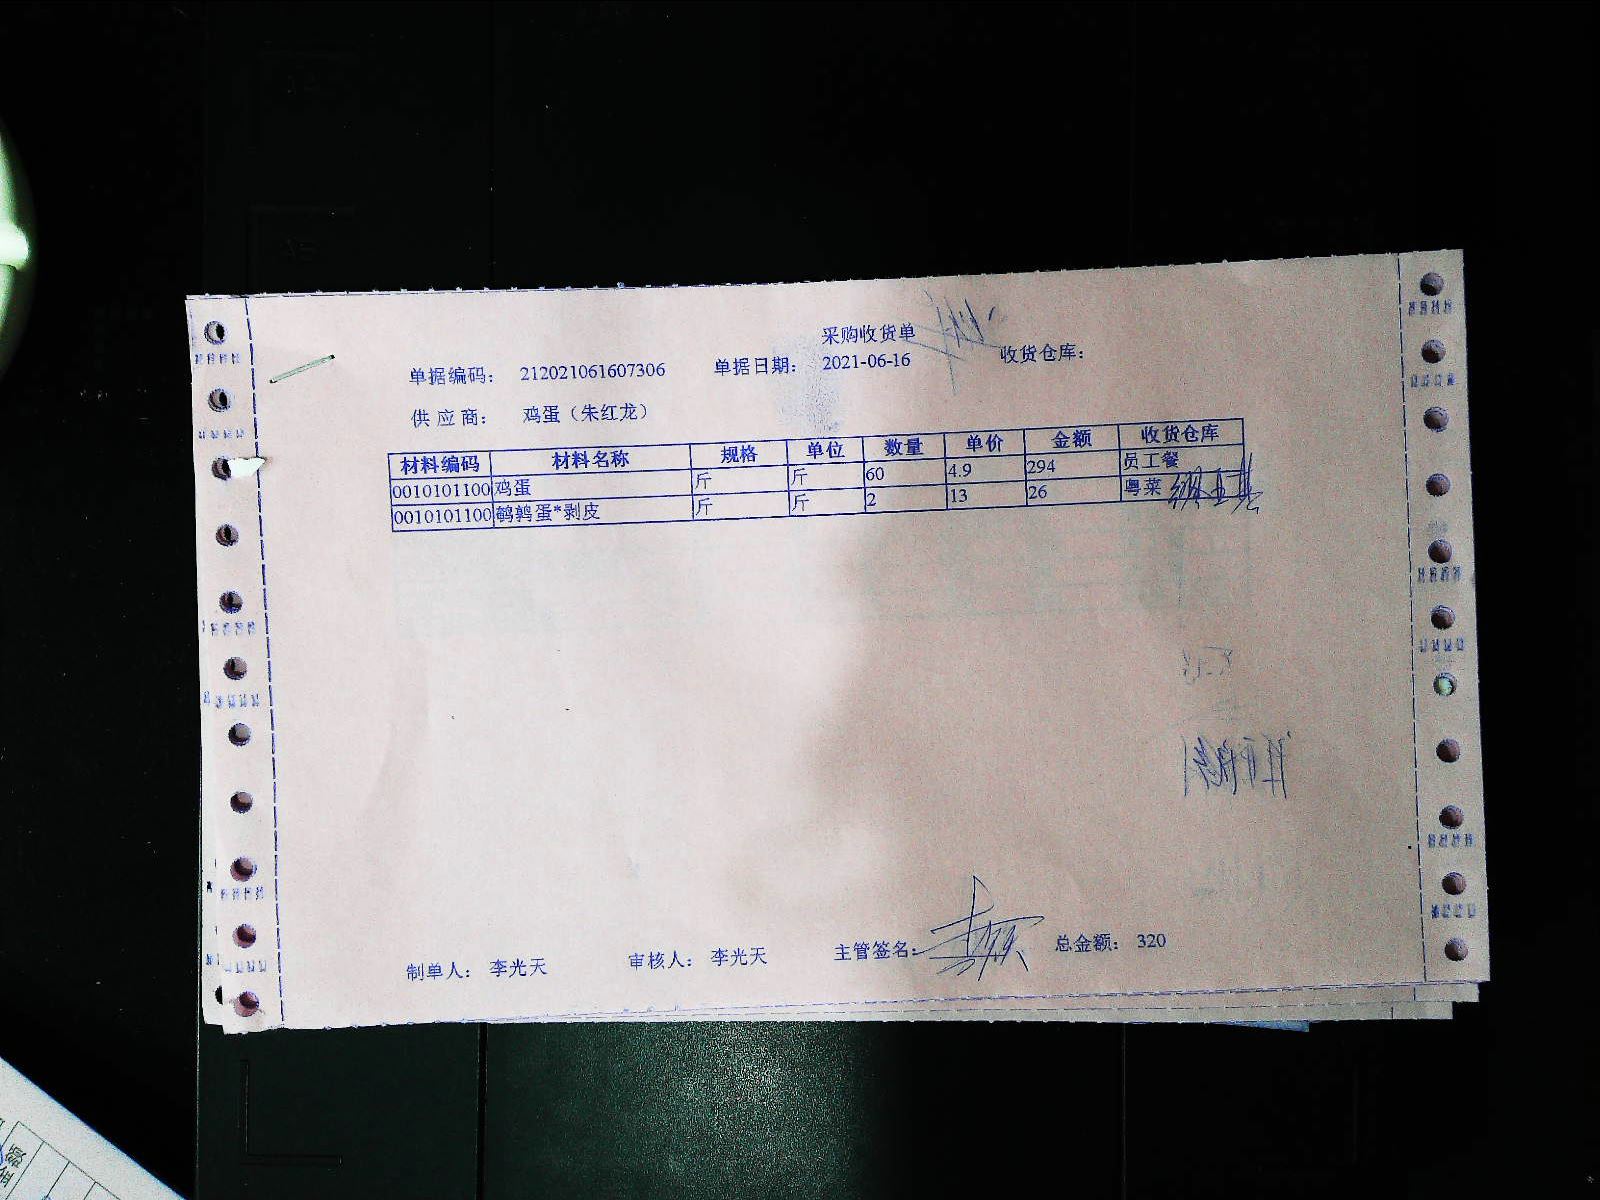 采购收货单
单据编码： 212021061607306 单据日期： 2021-06-16 收货仓库：
供 应 商： 鸡蛋（朱红龙）
材料编码 材料名称 规格 单位 数量 单价 金额 收货仓库
0010101100 鸡蛋 斤 斤 60 4.9 294 员工餐
0010101100 鹌鹑蛋*剥皮 斤 斤 2 13 26 粤菜
制单人： 李光天 审核人： 李光天 主管签名： 总金额： 320